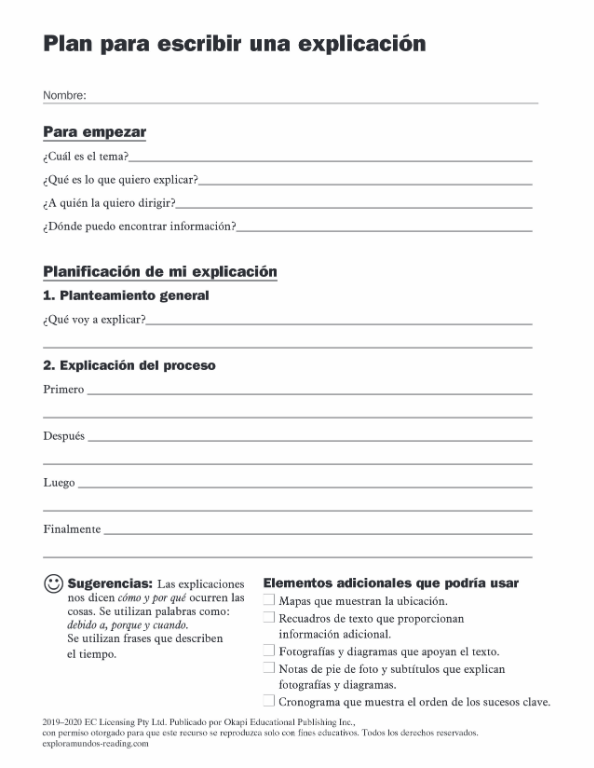 Plan para escribir una explicación
Nombre:
Para empezar
¿Cuál es el tema?
¿Qué es lo que quiero explicar?
¿A quién la quiero dirigir?
¿Dónde puedo encontrar información?
Planificación de mi explicación
1. Planteamiento general
¿Qué voy a explicar?
2. Explicación del proceso
Primero
Después
Luego
Finalmente
Sugerencias: Las explicaciones
nos dicen cómo y por qué ocurren las
cosas. Se utilizan palabras como:
debido a, porque y cuando.
Se utilizan frases que describen
el tiempo.
Elementos adicionales que podría usar
Mapas que muestran la ubicación.
Recuadros de texto que proporcionan
información adicional.
Fotografías y diagramas que apoyan el texto.
Notas de pie de foto y subtítulos que explican
fotografías y diagramas.
Cronograma que muestra el orden de los sucesos clave.
2019–2020 EC Licensing Pty Ltd. Publicado por Okapi Educational Publishing Inc.,
con permiso otorgado para que este recurso se reproduzca solo con fines educativos. Todos los derechos reservados.
exploramundos-reading.com